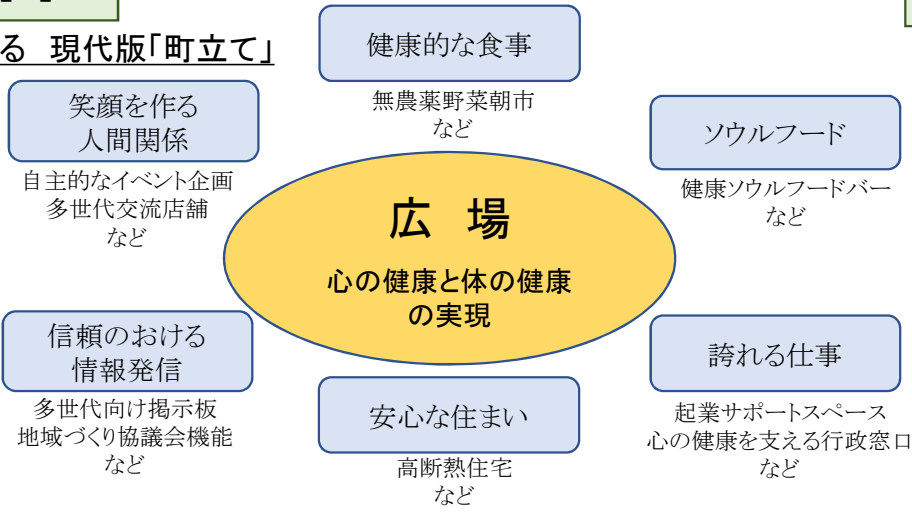 る 現代版「町立て」
健康的な食事
無農薬野菜朝市
など
笑顔を作る
人間関係
自主的なイベント企画
多世代交流店舗
など
ソウルフード
健康ソウルフードバー
など
広 場
心の健康と体の健康
の実現
信頼のおける
情報発信
多世代向け掲示板
地域づくり協議会機能
など
安心な住まい
高断熱住宅
など
誇れる仕事
起業サポートスペース
心の健康を支える行政窓口
など